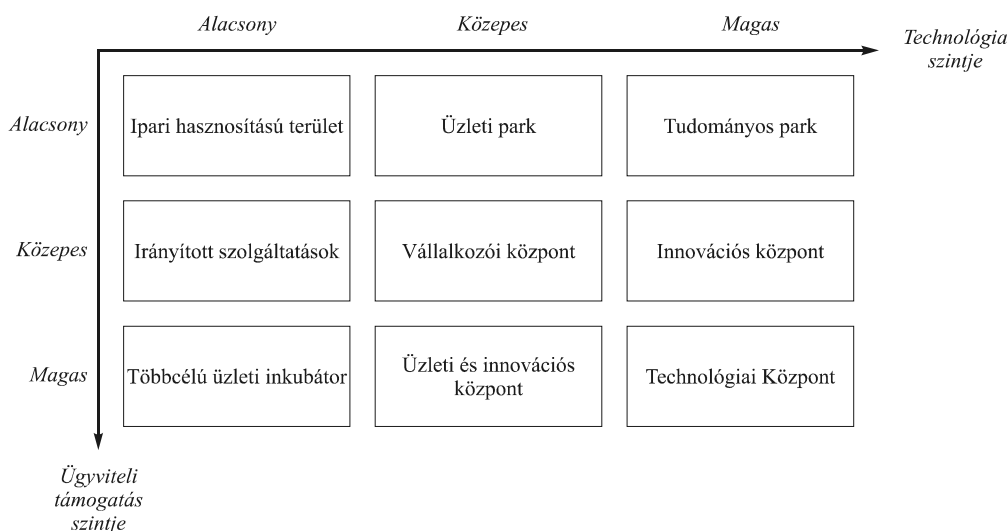 Alacsony
Közepes
Magas
Technológia
szintje
Alacsony
Ipari hasznosítású terület
Üzleti park
Tudományos park
Közepes
Irányított szolgáltatások
Vállalkozói központ
Innovációs központ
Magas
Többcélú üzleti inkubátor
Üzleti és innovációs
központ
Technológiai Központ
Ügyviteli
támogatás
szintje